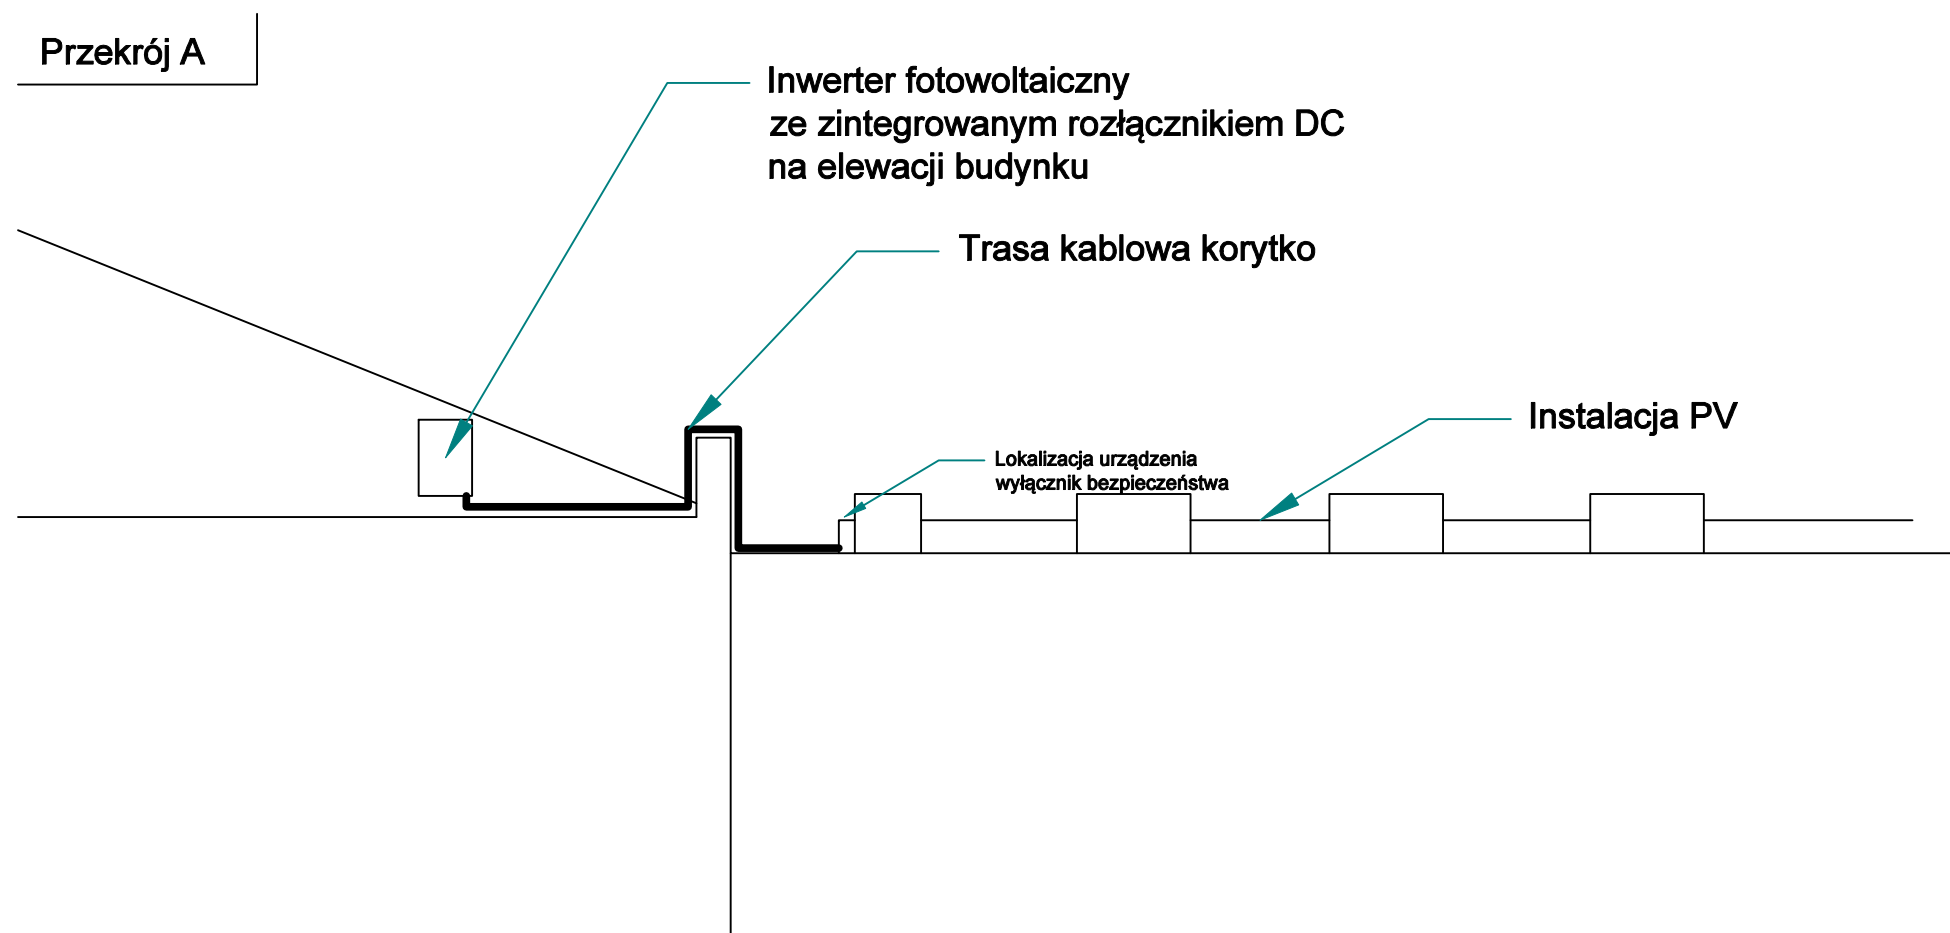 Przekrój A
Inwerter fotowoltaiczny
ze zintegrowanym rozłącznikiem DC
na elewacji budynku
Trasa kablowa korytko
Instalacja PV
Lokalizacja urządzenia
wyłącznik bezpieczeństwa